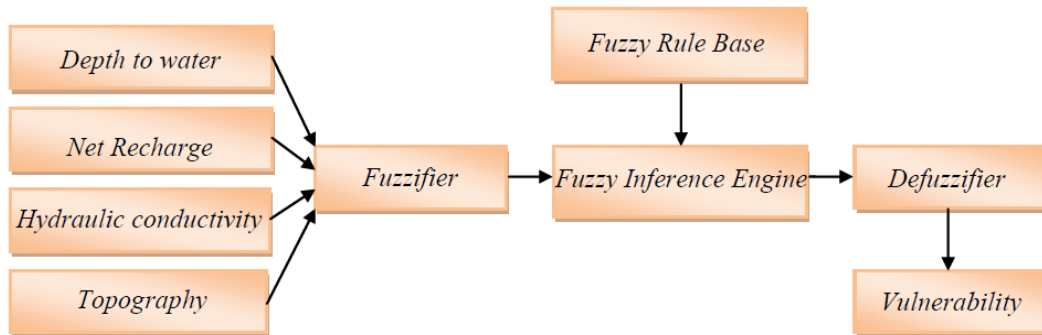 Depth to water
Net Recharge
Hydraulic conductivity
Topography
Fuzzifier
Fuzzy Rule Base
Fuzzy Inference Engine
Defuzzifier
Vulnerability